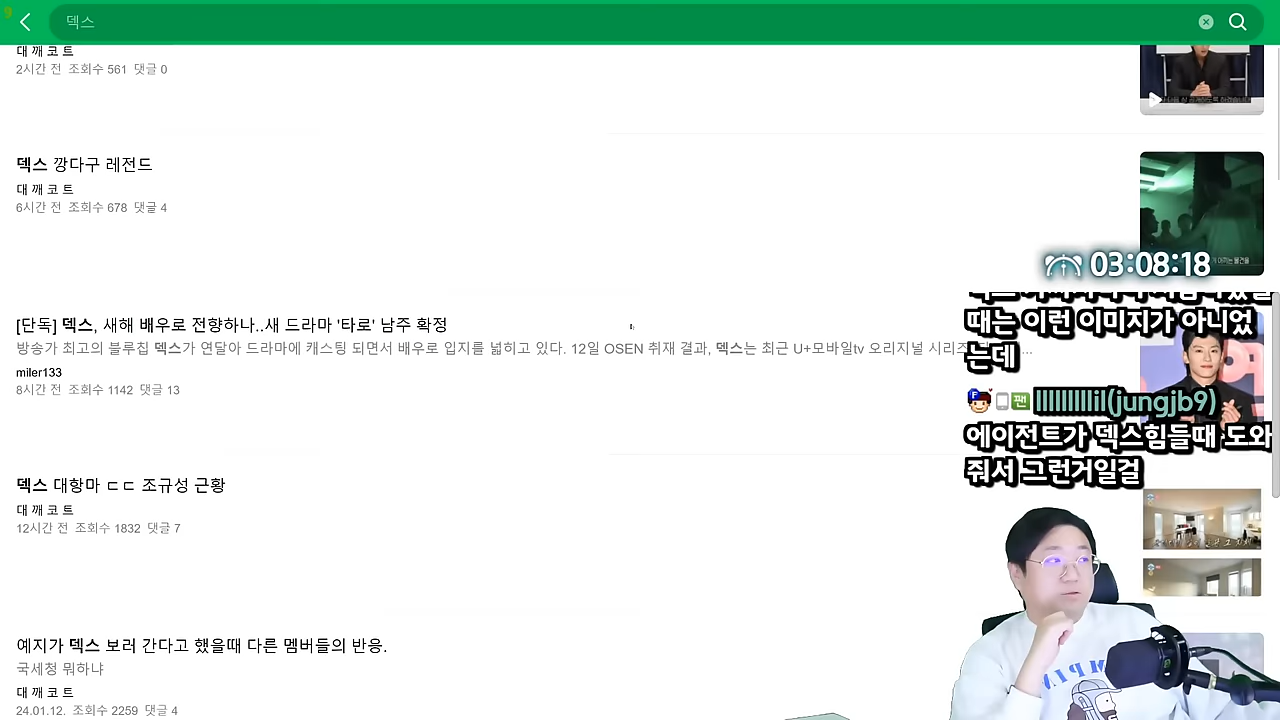 덱스
대 깨 코 트
2시간 전 조회수 561 댓글 0
덱스 깡다구 레전드
대 깨 코 트
6시간 전 조회수 678 댓글 4
03:08:18
[단독] 덱스, 새해 배우로 전향하나..새 드라마 '타로' 남주 확정
방송가 최고의 블루칩 덱스가 연달아 드라마에 캐스팅 되면서 배우로 입지를 넓히고 있다. 12일 OSEN 취재 결과, 덱스는 최근 U+모바일tv 오리지널 시리즈
miler133
8시간 전 조회수 1142 댓글 13
때는 이런 이미지가 아니었
는데
llllllllllil(jungjb9)
에이전트가 덱스힘들때 도와
줘서 그런거일걸
덱스 대항마 ㄷㄷ 조규성 근황
대 깨 코 트
12시간 전 조회수 1832 댓글 7
예지가 덱스 보러 간다고 했을때 다른 멤버들의 반응.
국세청 뭐하냐
대 깨 코 트
24.01.12. 조회수 2259 댓글 4